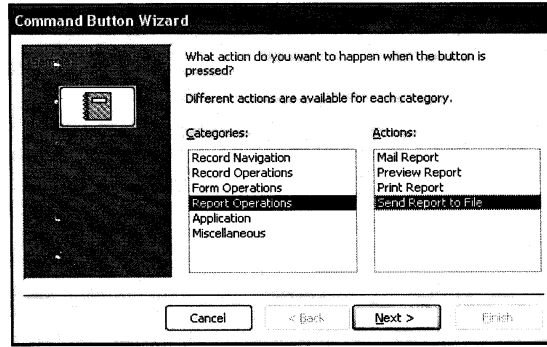 Command Button Wizard
What action do you want to happen when the button is
pressed?
Different actions are available for each category.
Categories:
Actions:
Record Navigation
Record Operations
Form Operations
Report Operations
Application
Miscellaneous
Mail Report
Preview Report
Print Report
Send Report to File
Cancel
< Back
Next >
Finish